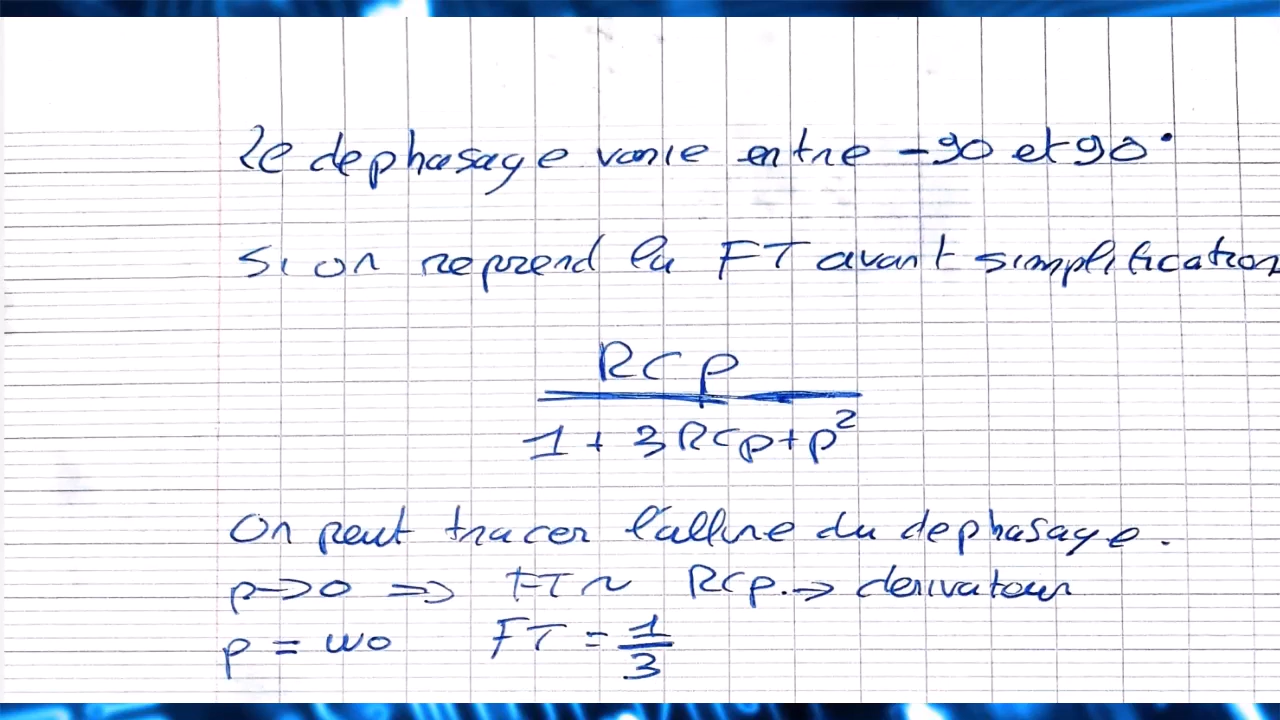 le dephasage varie entre -90 et 90°
Si on reprend la FT avant simplification
RCp
1 + 3RCp+p²
On peut tracer l'allure du dephasage.
p→0 => FT ~ RCp. → derivateur
p = wo FT = 1/3